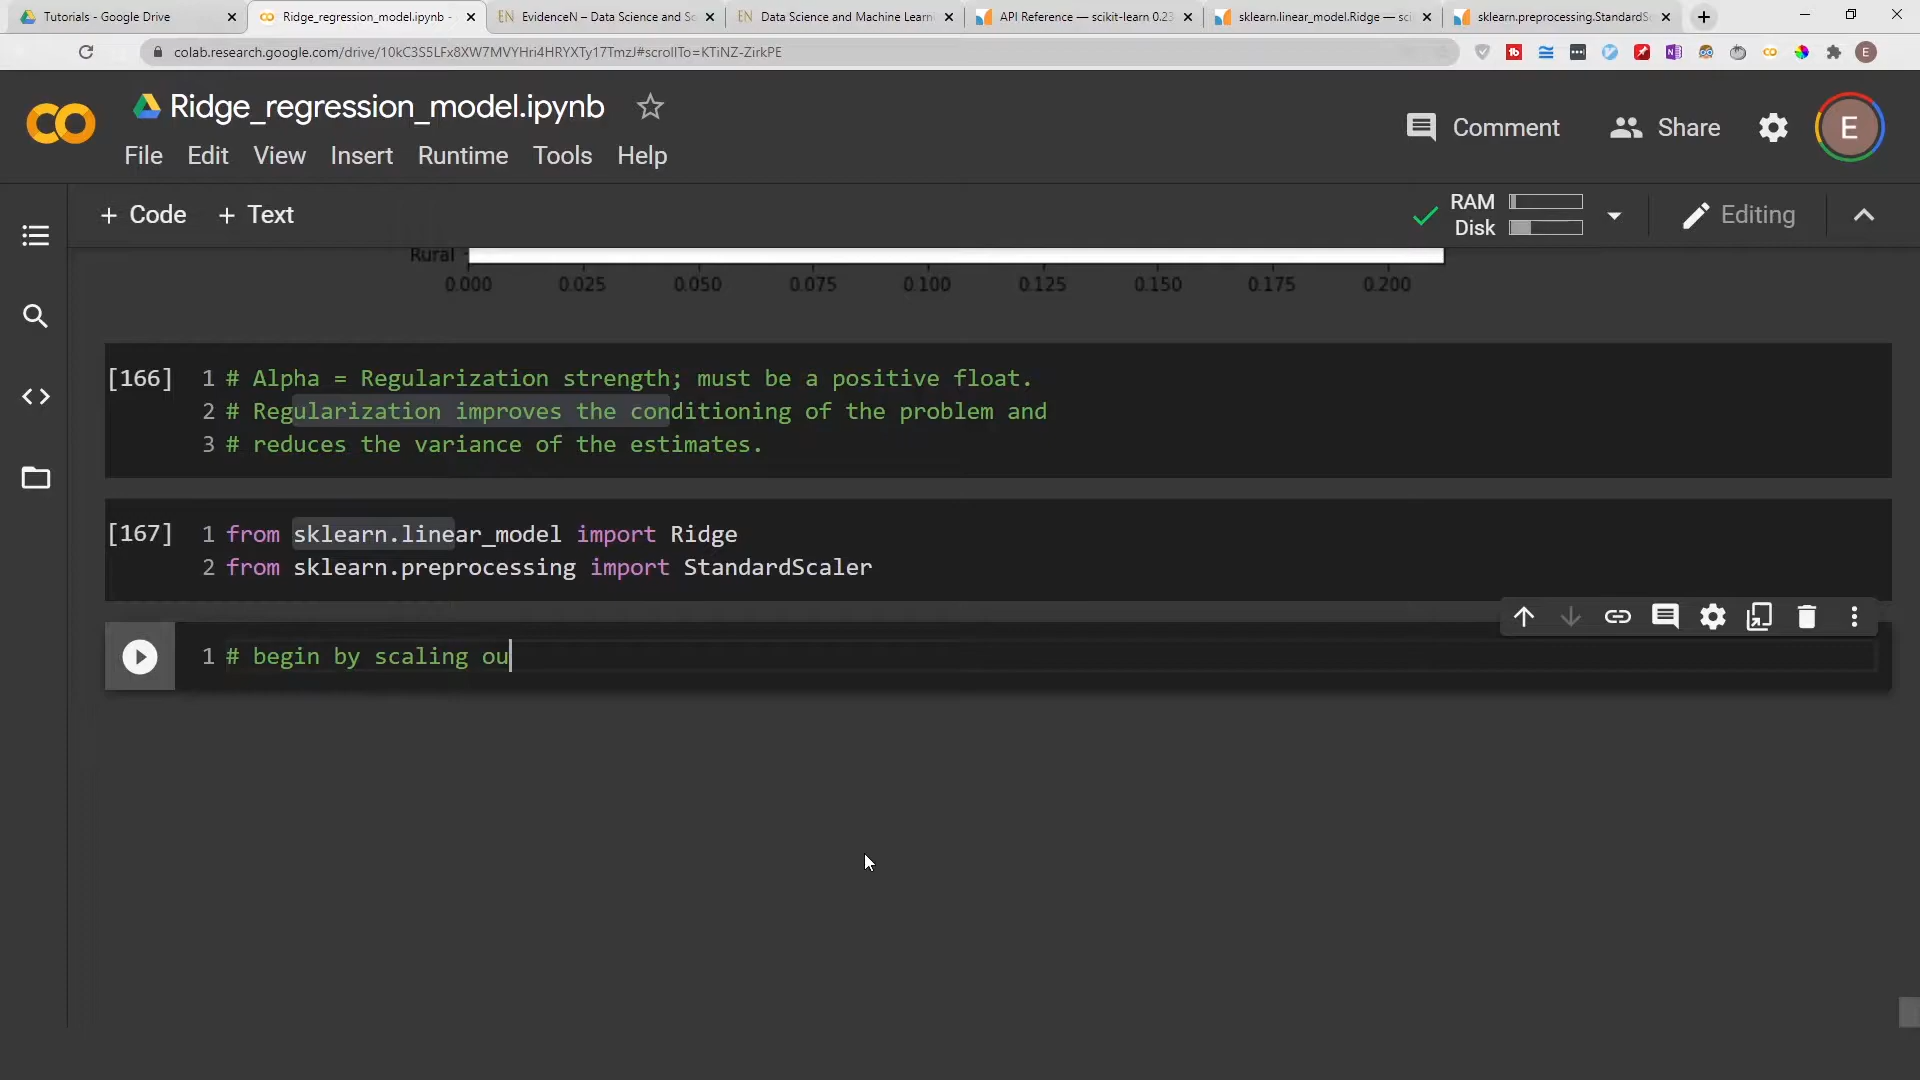 Tutorials - Google Drive
Ridge_regression_model.ipynb -
EN EvidenceN – Data Science and Sc
EN Data Science and Machine Learni
API Reference — scikit-learn 0.23
sklearn.linear_model.Ridge — sci
sklearn.preprocessing.StandardS
colab.research.google.com/drive/10kC3S5LFx8XW7MVYHri4HRYXTy17TmzJ#scrollTo=KTiNZ-ZirkPE
E
CO
Ridge_regression_model.ipynb
Comment
Share
E
File Edit View Insert Runtime Tools Help
+ Code + Text
RAM
Disk
Editing
Rural
0.000 0.025 0.050 0.075 0.100 0.125 0.150 0.175 0.200
[166] 1 # Alpha = Regularization strength; must be a positive float.
2 # Regularization improves the conditioning of the problem and
3 # reduces the variance of the estimates.
[167] 1 from sklearn.linear_model import Ridge
2 from sklearn.preprocessing import StandardScaler
1 # begin by scaling ou